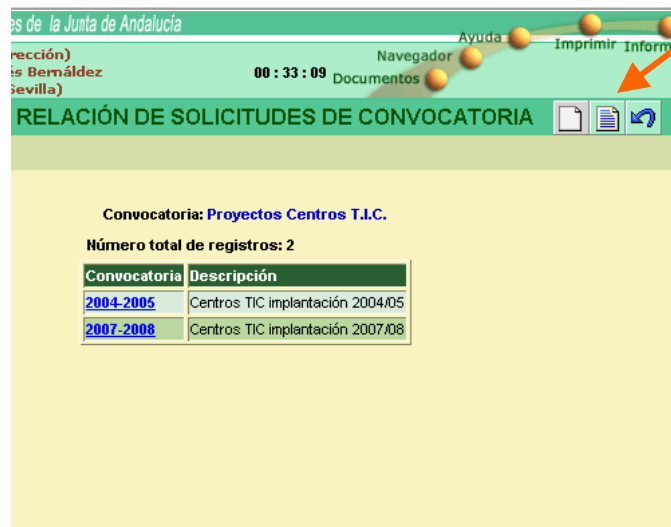 es de la Junta de Andalucía
Ayuda
Imprimir Inform
rección)
Navegador
és Bernáldez
00 : 33 : 09
Documentos
Sevilla)
RELACIÓN DE SOLICITUDES DE CONVOCATORIA
Convocatoria: Proyectos Centros T.I.C.
Número total de registros: 2
Convocatoria Descripción
2004-2005 Centros TIC implantación 2004/05
2007-2008 Centros TIC implantación 2007/08